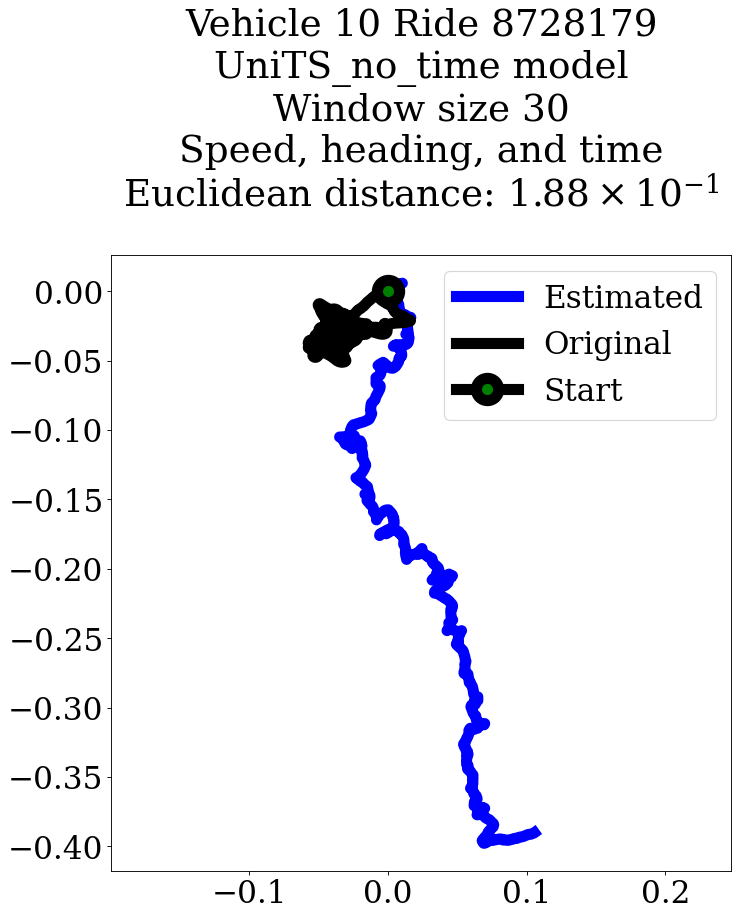 Vehicle 10 Ride 8728179
UniTS_no_time model
Window size 30
Speed, heading, and time
Euclidean distance: $1.88 \times 10^{-1}$
Estimated
Original
Start
0.00
−0.05
−0.10
−0.15
−0.20
−0.25
−0.30
−0.35
−0.40
−0.1
0.0
0.1
0.2